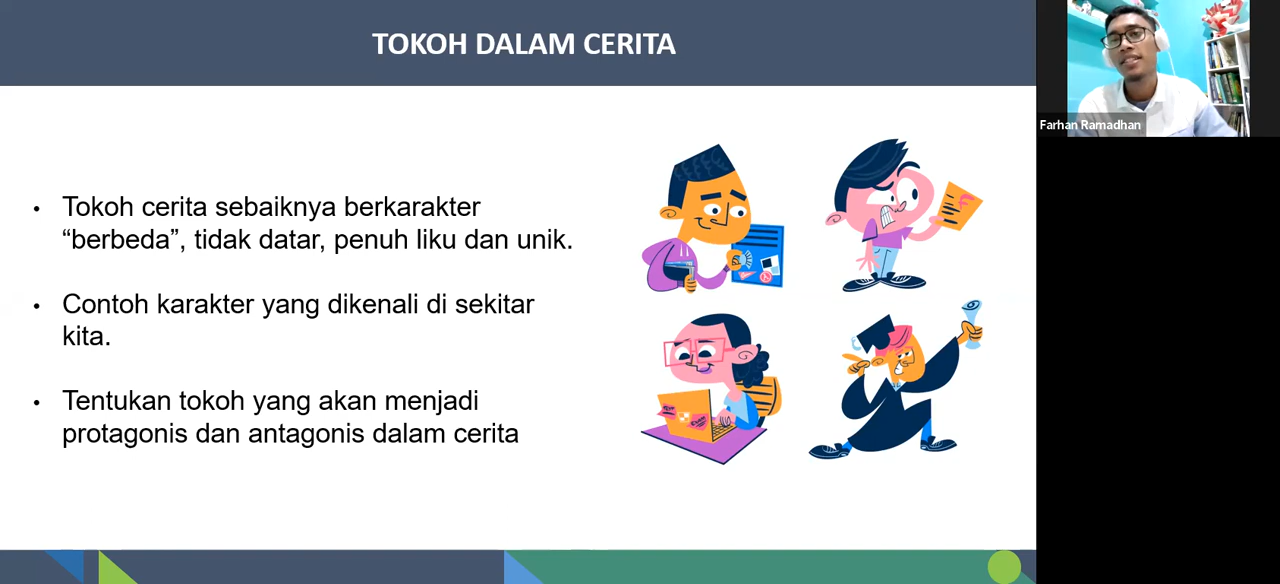 TOKOH DALAM CERITA
Farhan Ramadhan
• Tokoh cerita sebaiknya berkarakter
“berbeda”, tidak datar, penuh liku dan unik.
• Contoh karakter yang dikenali di sekitar
kita.
• Tentukan tokoh yang akan menjadi
protagonis dan antagonis dalam cerita